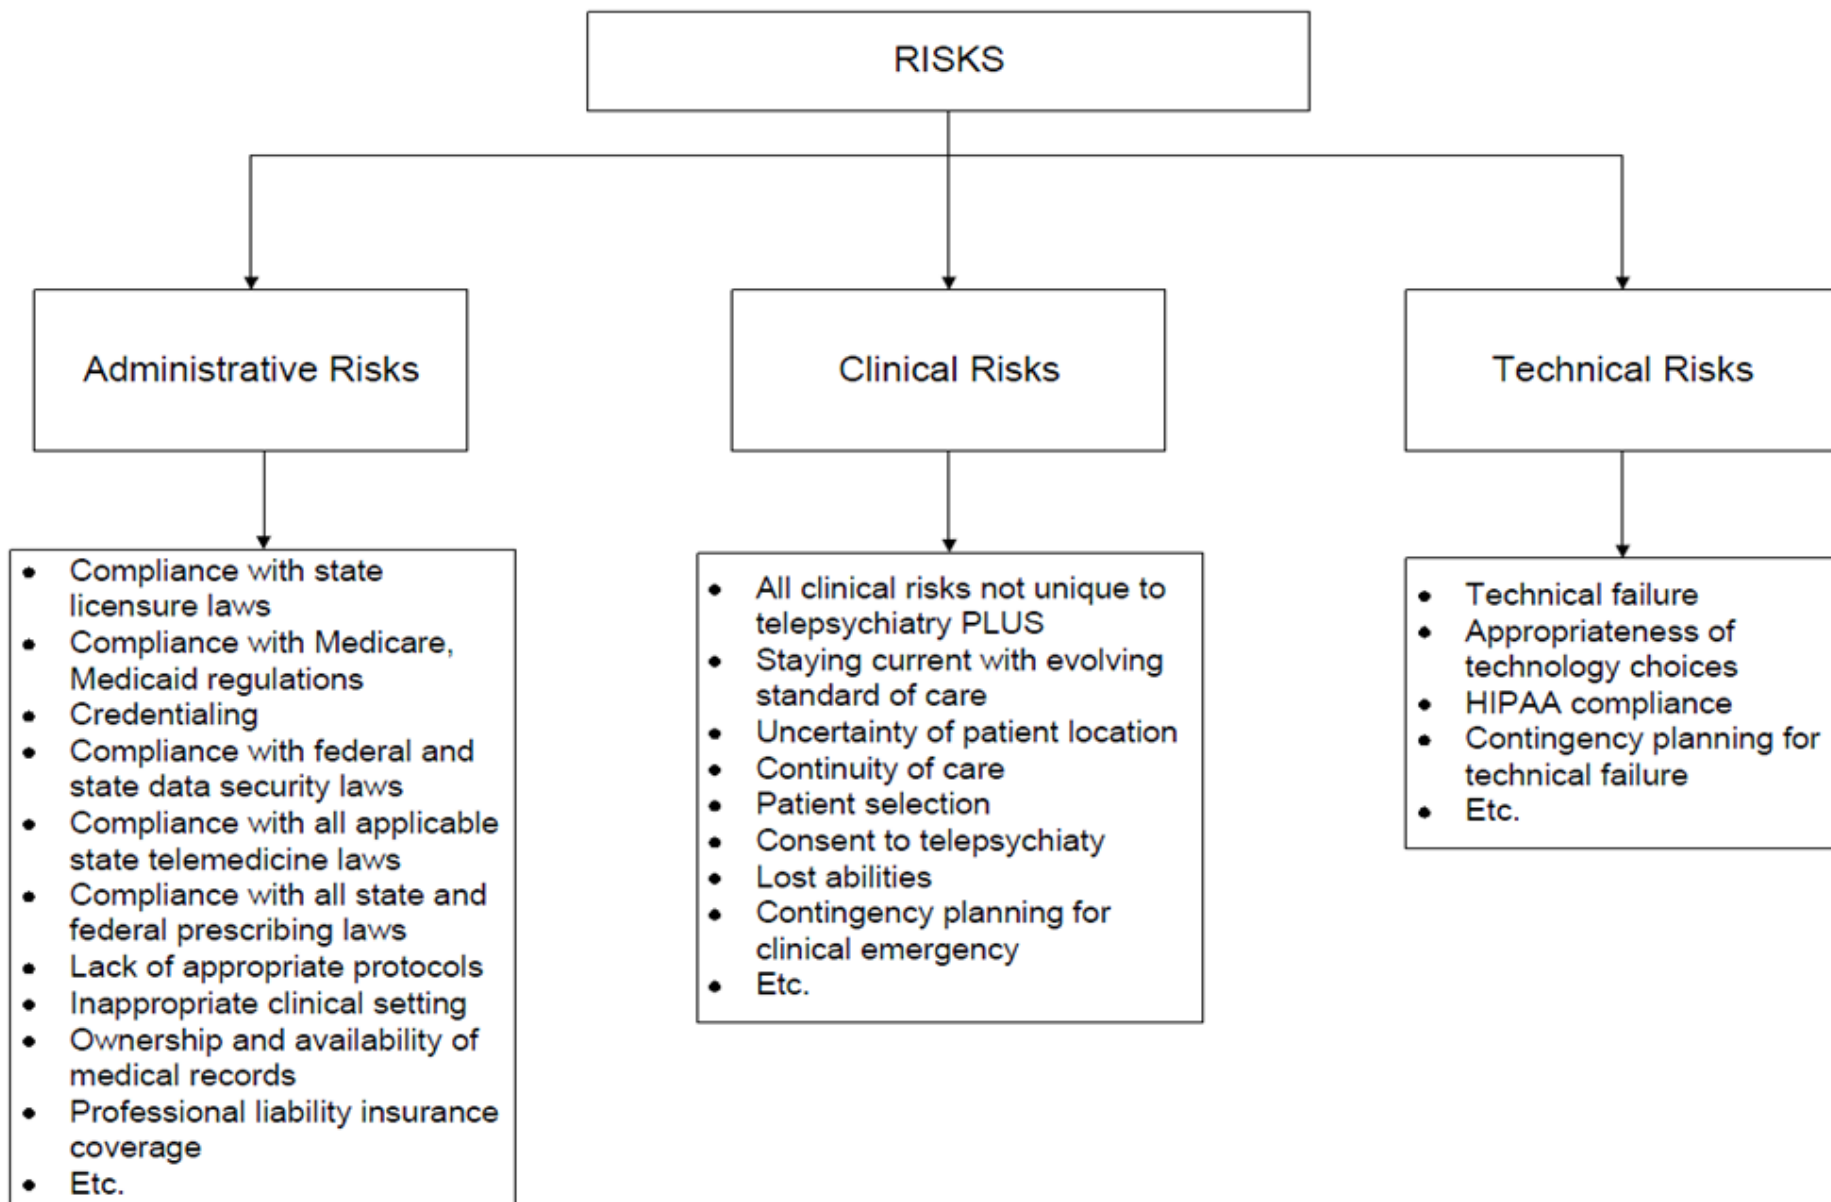 RISKS
Administrative Risks
Clinical Risks
Technical Risks
• Compliance with state
licensure laws
• Compliance with Medicare,
Medicaid regulations
• Credentialing
• Compliance with federal and
state data security laws
• Compliance with all applicable
state telemedicine laws
• Compliance with all state and
federal prescribing laws
• Lack of appropriate protocols
• Inappropriate clinical setting
• Ownership and availability of
medical records
• Professional liability insurance
coverage
• Etc.
• All clinical risks not unique to
telepsychiatry PLUS
• Staying current with evolving
standard of care
• Uncertainty of patient location
• Continuity of care
• Patient selection
• Consent to telepsychiaty
• Lost abilities
• Contingency planning for
clinical emergency
• Etc.
• Technical failure
• Appropriateness of
technology choices
• HIPAA compliance
• Contingency planning for
technical failure
• Etc.